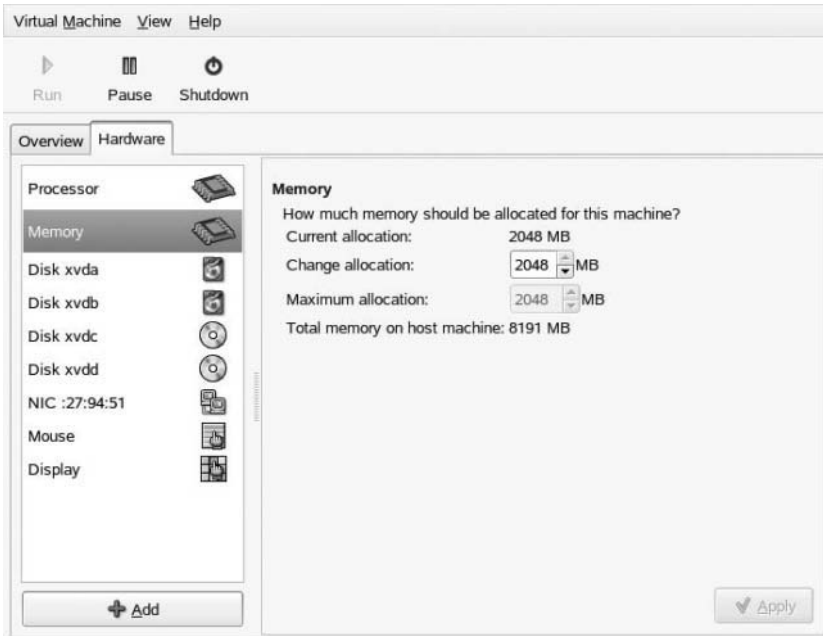 Virtual Machine View Help
Run Pause Shutdown
Overview Hardware
Processor
Memory
Disk xvda
Disk xvdb
Disk xvdc
Disk xvdd
NIC :27:94:51
Mouse
Display
Add
Memory
How much memory should be allocated for this machine?
Current allocation: 2048 MB
Change allocation: 2048 MB
Maximum allocation: 2048 MB
Total memory on host machine: 8191 MB
Apply